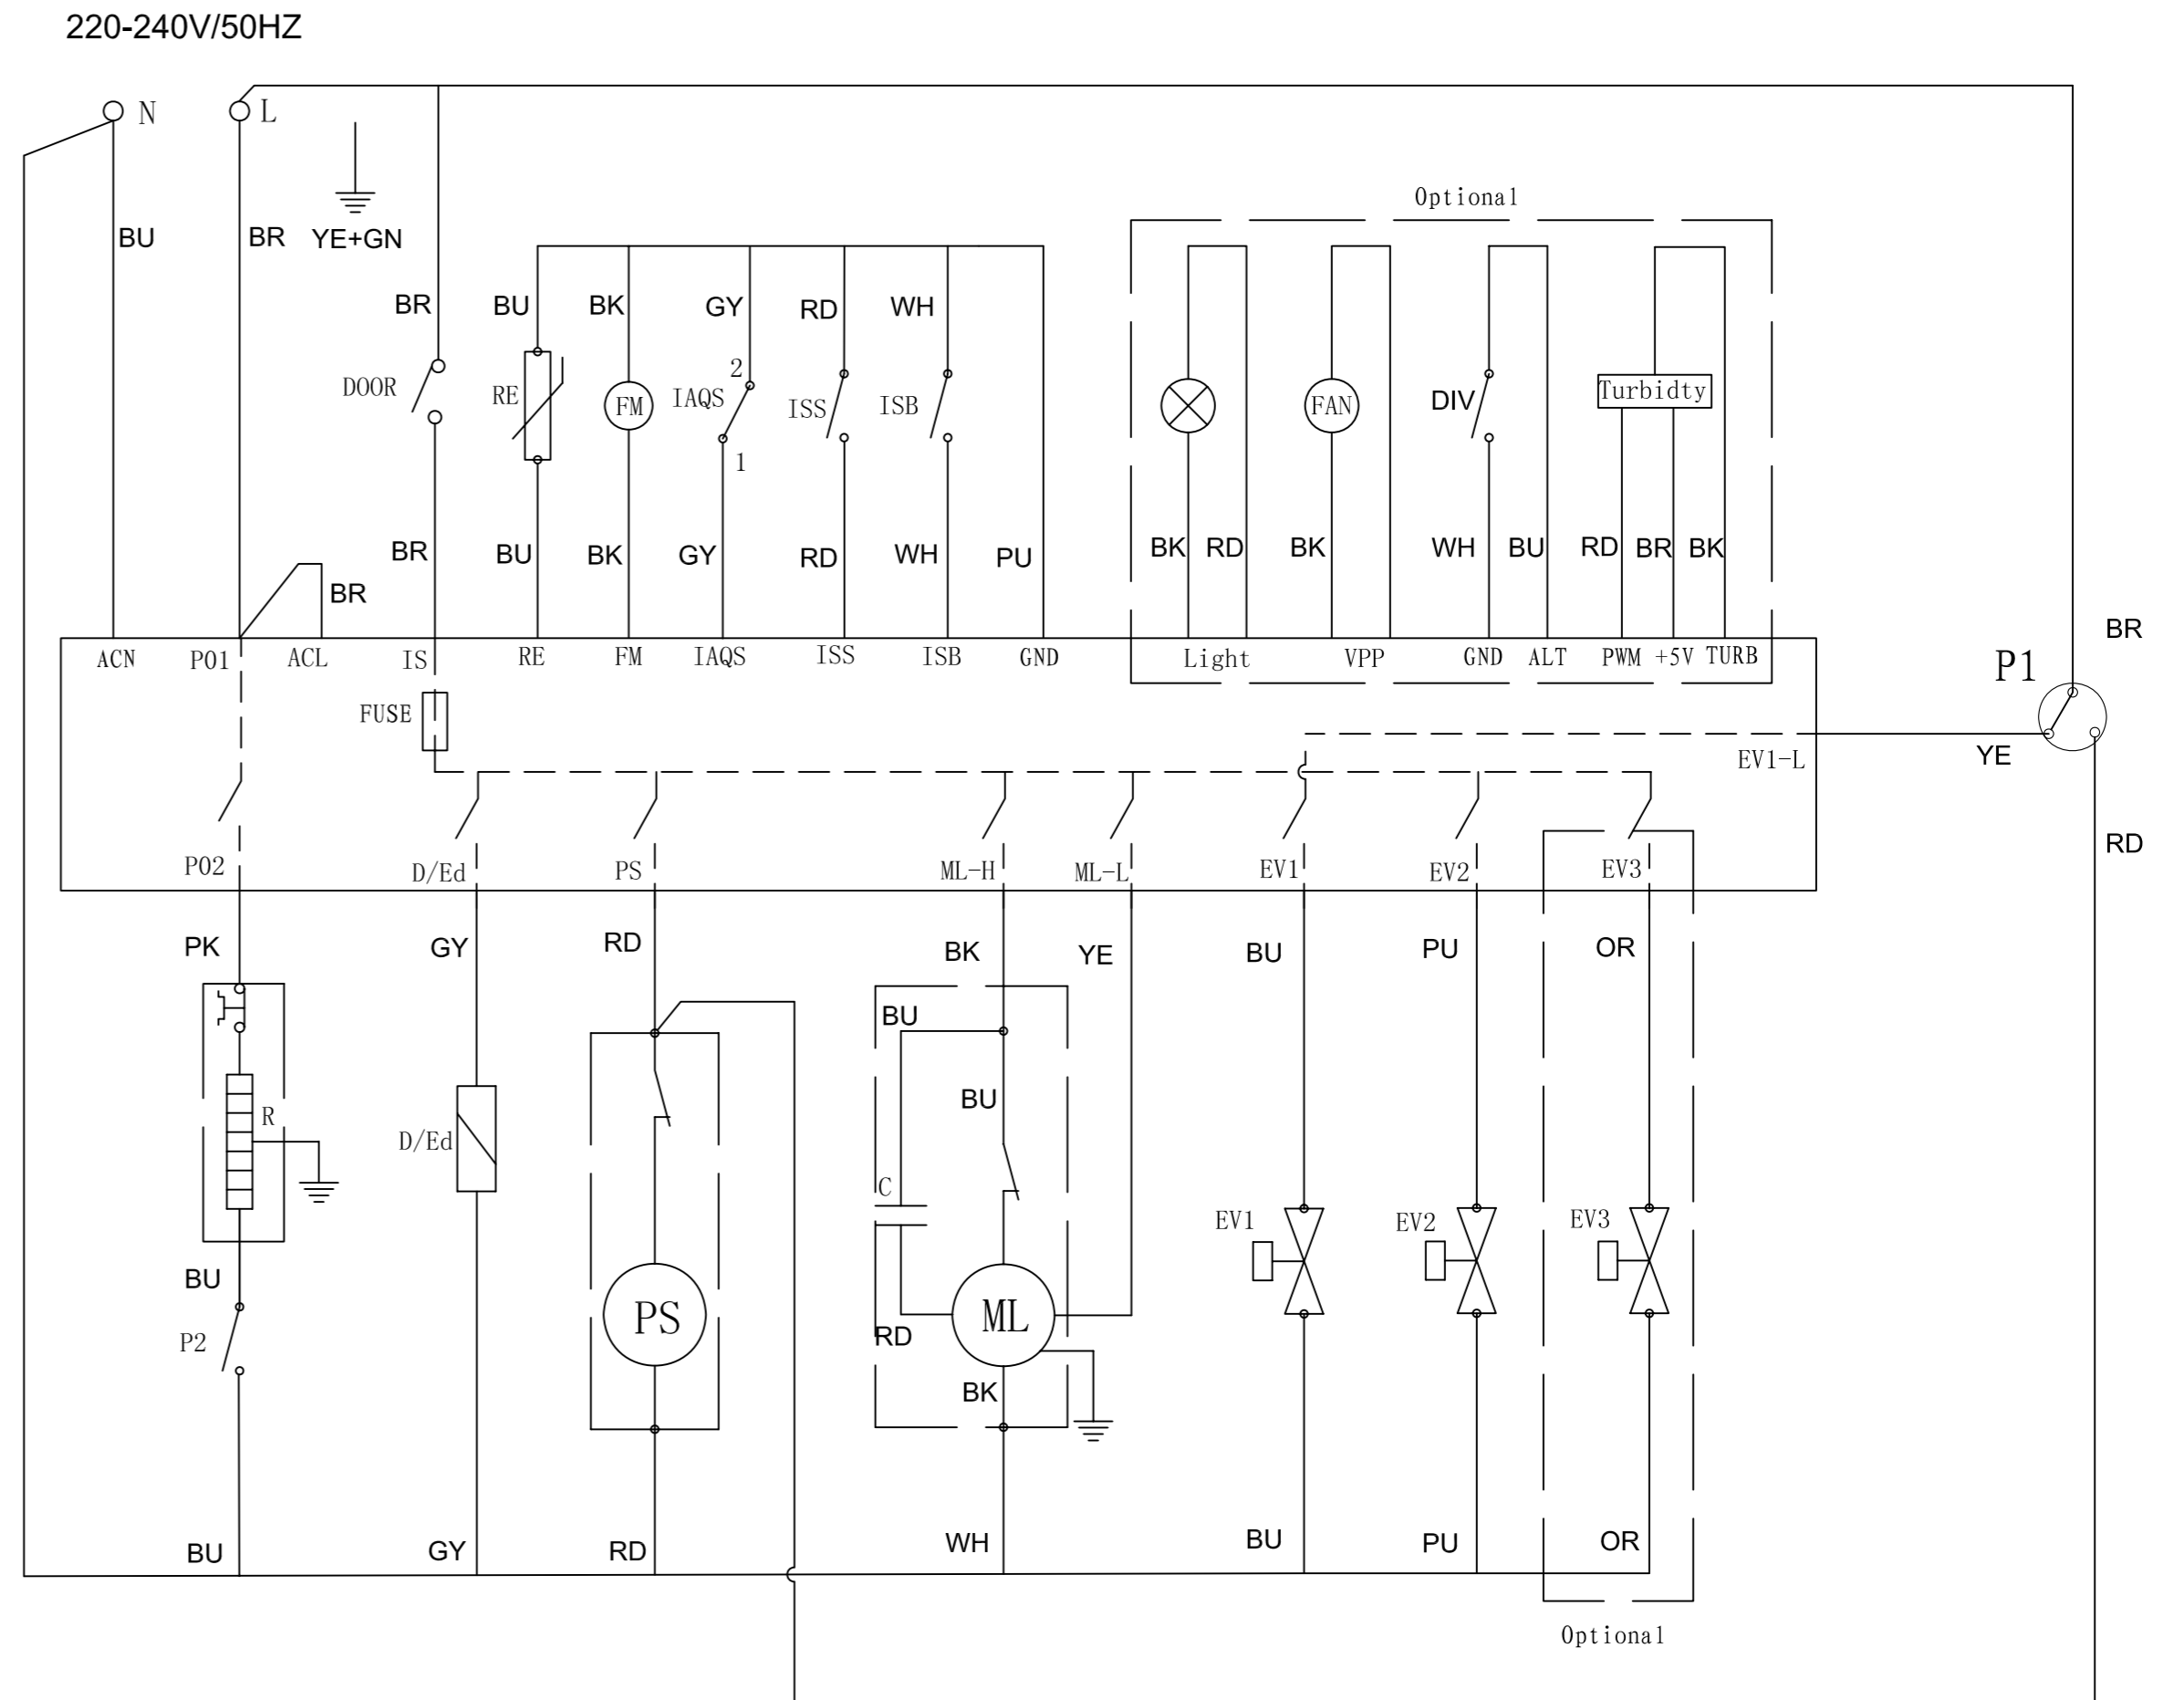 220-240V/50HZ
N L
Optional
BU BR YE+GN
BR BU BK GY RD WH
2
DOOR RE FM IAQS ISS ISB FAN DIV Turbidty
1
BR BU BK GY RD WH PU BK RD BK WH BU RD BR BK
BR
BR
ACN PO1 ACL IS RE FM IAQS ISS ISB GND Light VPP GND ALT PWM +5V TURB
P1
FUSE
EV1-L YE
RD
PO2 D/Ed PS ML-H ML-L EV1 EV2 EV3
PK GY RD BK YE BU PU OR
BU
BU
R
D/Ed
C
EV1 EV2 EV3
BU
PS ML
P2 RD
BK
BU GY RD WH BU PU OR
Optional